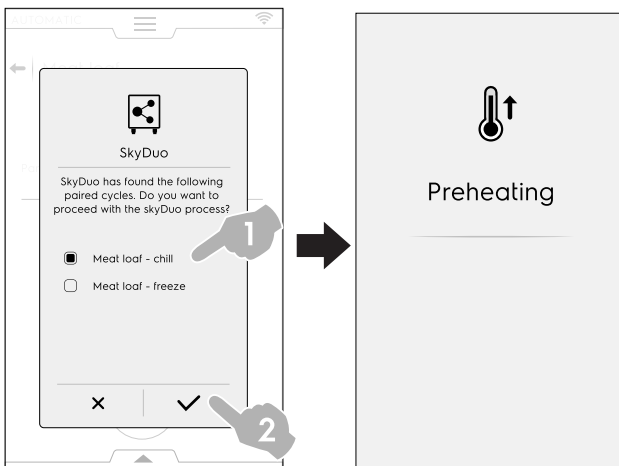 AUTOMATIC
SkyDuo
SkyDuo has found the following
paired cycles. Do you want to
proceed with the skyDuo process?
Meat loaf - chill
Meat loaf - freeze
1
2
Preheating